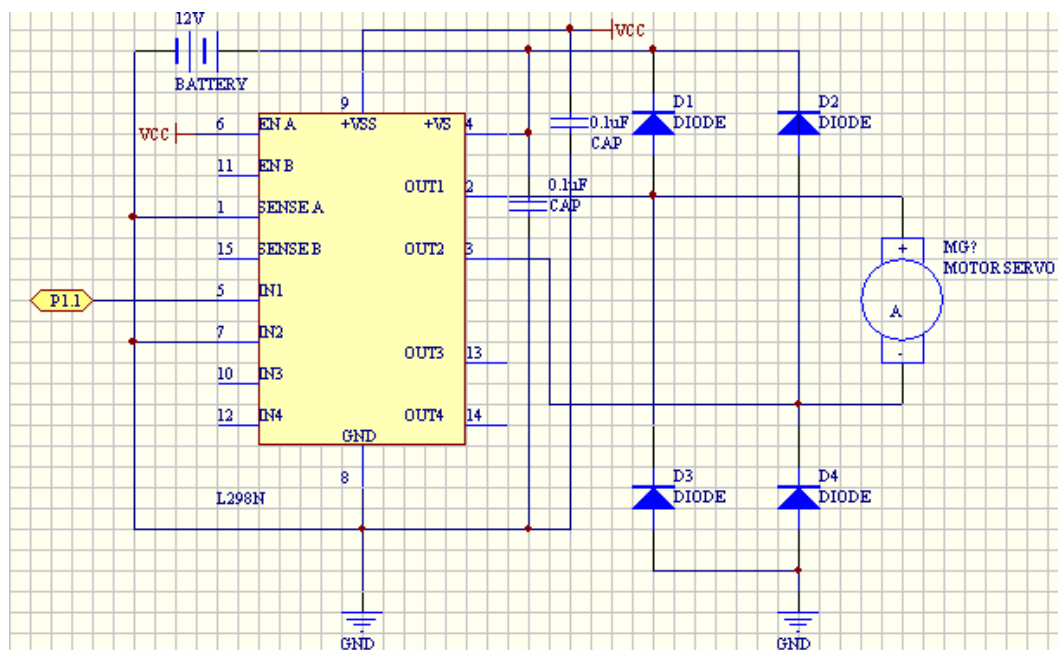 12V
BATTERY
VCC
VCC
9
6
EN A
+VSS
+VS
4
11
EN B
OUT1
2
1
SENSE A
15
SENSE B
OUT2
3
P1.1
5
IN1
7
IN2
OUT3
13
10
IN3
12
IN4
OUT4
14
GND
8
L298N
0.1uF
CAP
0.1uF
CAP
D1
DIODE
D2
DIODE
+
MG?
MOTOR SERVO
A
-
D3
DIODE
D4
DIODE
GND
GND